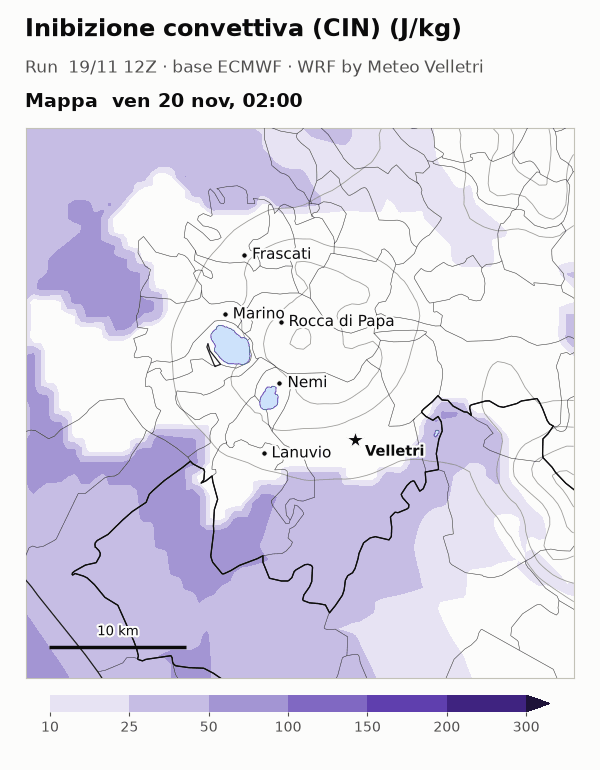 Inibizione convettiva (CIN) (J/kg)
Run  19/11 12Z · base ECMWF · WRF by Meteo Velletri
Mappa  ven 20 nov, 02:00
Frascati
Marino
Rocca di Papa
Nemi
Velletri
Lanuvio
10 km
10 25 50 100 150 200 300